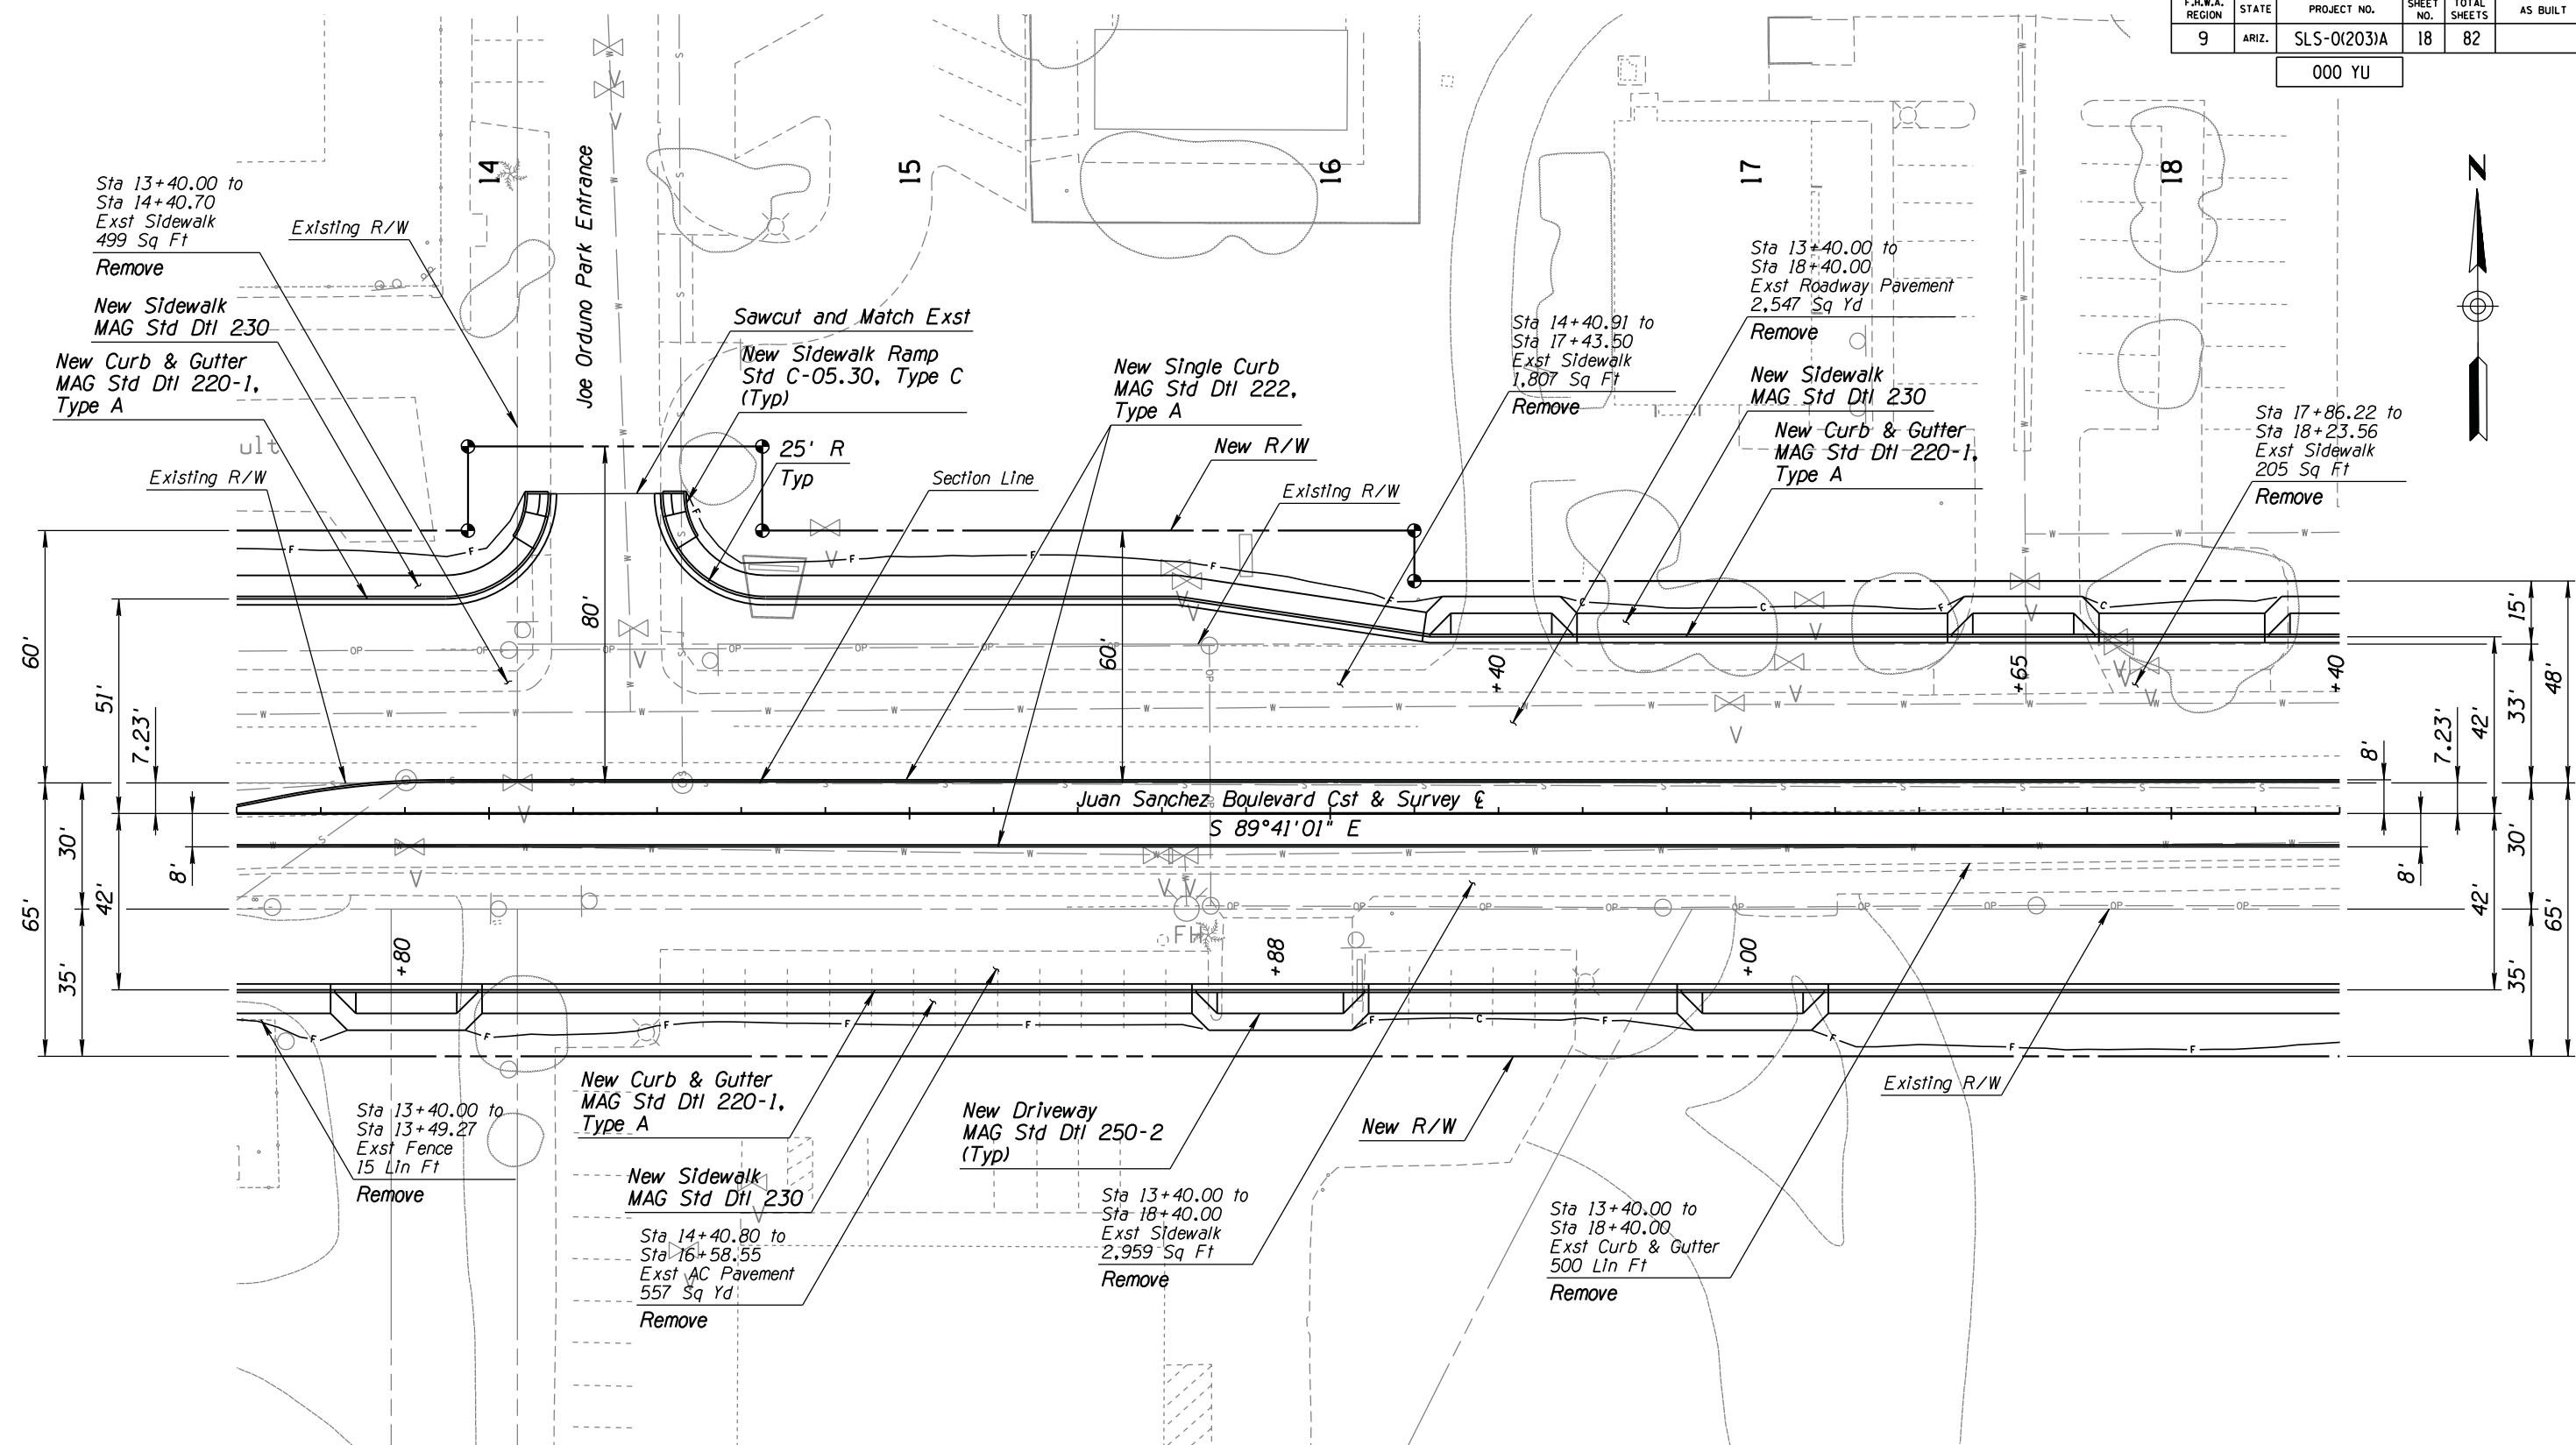 F.H.W.A. REGION STATE PROJECT NO. SHEET NO. TOTAL SHEETS AS BUILT
9 ARIZ. SLS-0(203)A 18 82
000 YU
14
15
16
17
18
N
Joe Orduno Park Entrance
Sta 13+40.00 to
Sta 14+40.70
Exst Sidewalk
499 Sq Ft
Remove
Existing R/W
New Sidewalk
MAG Std Dtl 230
New Curb & Gutter
MAG Std Dtl 220-1,
Type A
ult
Existing R/W
Sawcut and Match Exst
New Sidewalk Ramp
Std C-05.30, Type C
(Typ)
25' R
Typ
Section Line
New Single Curb
MAG Std Dtl 222,
Type A
New R/W
Existing R/W
Sta 14+40.91 to
Sta 17+43.50
Exst Sidewalk
1,807 Sq Ft
Remove
Sta 13+40.00 to
Sta 18+40.00
Exst Roadway Pavement
2,547 Sq Yd
Remove
New Sidewalk
MAG Std Dtl 230
New Curb & Gutter
MAG Std Dtl 220-1,
Type A
Sta 17+86.22 to
Sta 18+23.56
Exst Sidewalk
205 Sq Ft
Remove
60'
51'
7.23'
80'
60'
+40
+65
+40
15'
33'
48'
42'
7.23'
8'
Juan Sanchez Boulevard Cst & Survey ℄
S 89°41'01" E
65'
30'
35'
42'
8'
8'
42'
30'
35'
65'
+80
FH
+88
+00
Sta 13+40.00 to
Sta 13+49.27
Exst Fence
15 Lin Ft
Remove
New Curb & Gutter
MAG Std Dtl 220-1,
Type A
New Sidewalk
MAG Std Dtl 230
Sta 14+40.80 to
Sta 16+58.55
Exst AC Pavement
557 Sq Yd
Remove
New Driveway
MAG Std Dtl 250-2
(Typ)
Sta 13+40.00 to
Sta 18+40.00
Exst Sidewalk
2,959 Sq Ft
Remove
New R/W
Sta 13+40.00 to
Sta 18+40.00
Exst Curb & Gutter
500 Lin Ft
Remove
Existing R/W